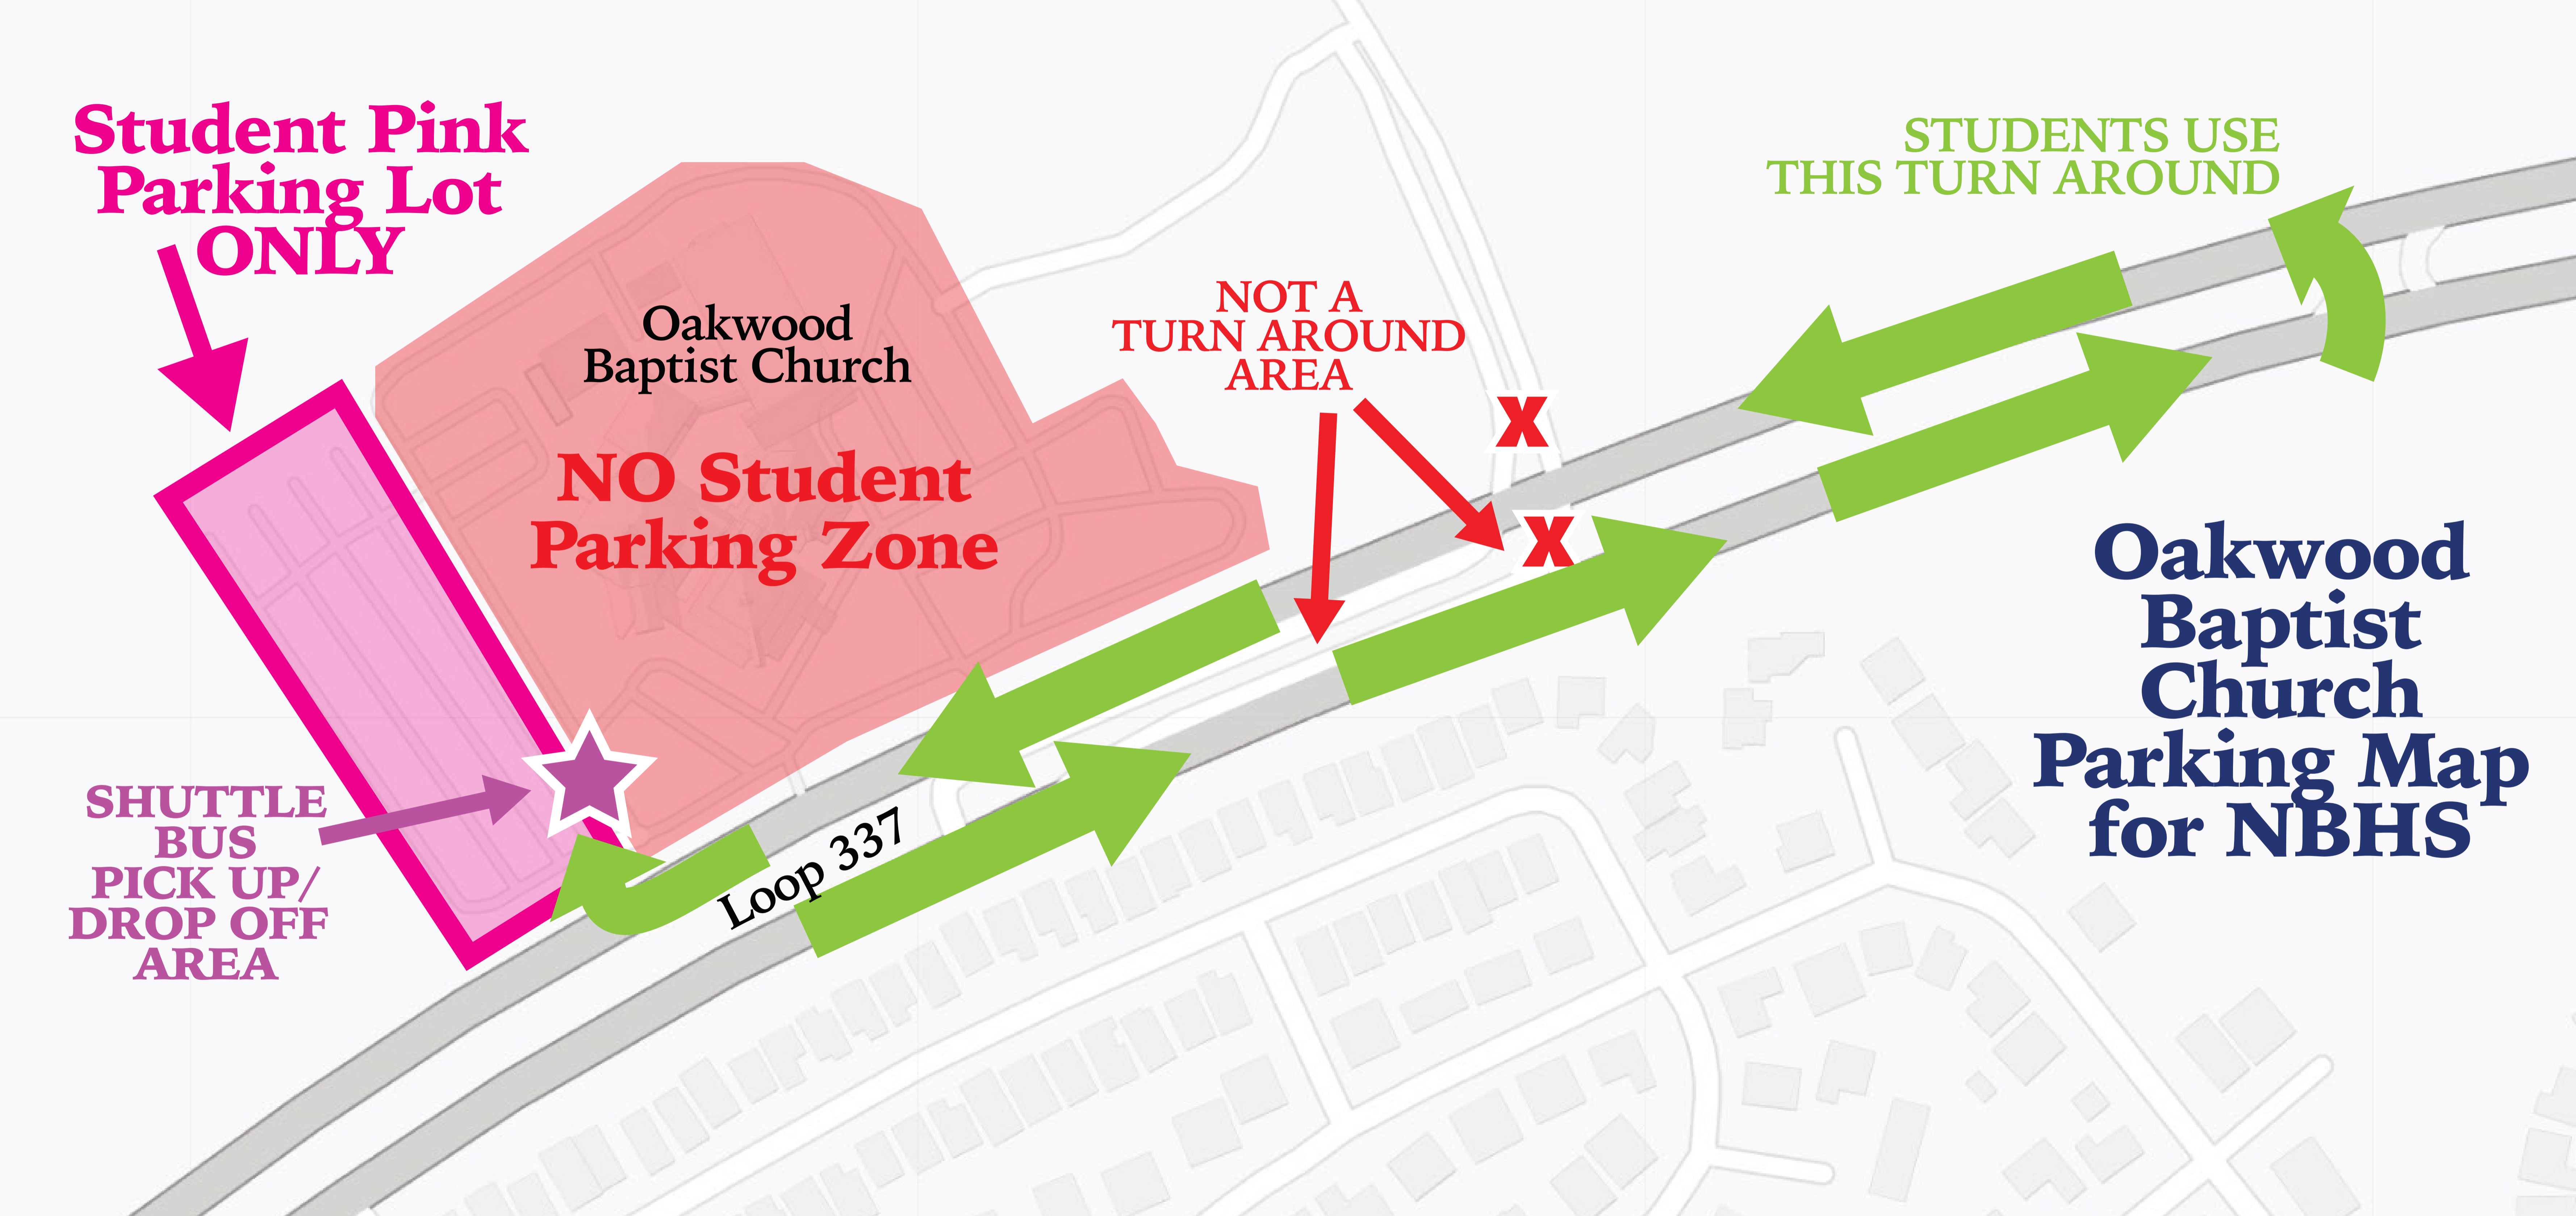 Student Pink
Parking Lot
ONLY
STUDENTS USE
THIS TURN AROUND
NOT A
TURN AROUND
AREA
Oakwood
Baptist Church
NO Student
Parking Zone
X
X
Oakwood
Baptist
Church
Parking Map
for NBHS
SHUTTLE
BUS
PICK UP/
DROP OFF
AREA
Loop 337